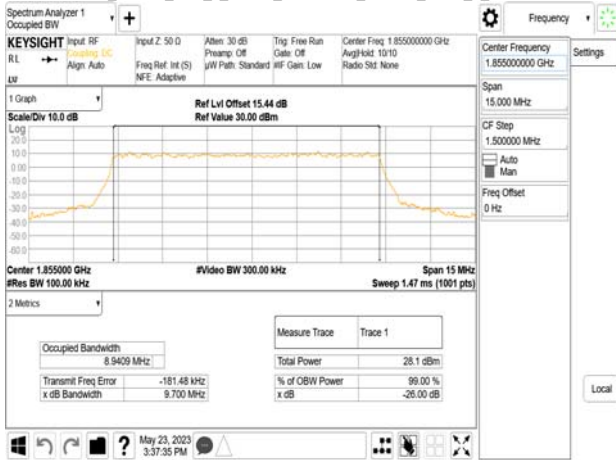 Spectrum Analyzer 1
Occupied BW
Frequency
KEYSIGHT Input: RF
RL Coupling: DC
Align: Auto
LW
Input Z: 50 Ω
Freq Ref: Int (S)
NFE: Adaptive
Atten: 30 dB
Preamp: Off
µW Path: Standard
Trig: Free Run
Gate: Off
#IF Gain: Low
Center Freq: 1.855000000 GHz
Avg|Hold: 10/10
Radio Std: None
Center Frequency
1.855000000 GHz
Settings
Span
15.000 MHz
CF Step
1.500000 MHz
Auto
Man
Freq Offset
0 Hz
Local
1 Graph
Scale/Div 10.0 dB
Ref Lvl Offset 15.44 dB
Ref Value 30.00 dBm
Log
20.0
10.0
0.00
-10.0
-20.0
-30.0
-40.0
-50.0
-60.0
Center 1.855000 GHz
#Res BW 100.00 kHz
#Video BW 300.00 kHz
Span 15 MHz
Sweep 1.47 ms (1001 pts)
2 Metrics
Measure Trace Trace 1
Occupied Bandwidth
8.9409 MHz
Total Power 28.1 dBm
Transmit Freq Error -181.48 kHz
% of OBW Power 99.00 %
x dB Bandwidth 9.700 MHz
x dB -26.00 dB
May 23, 2023
3:37:35 PM